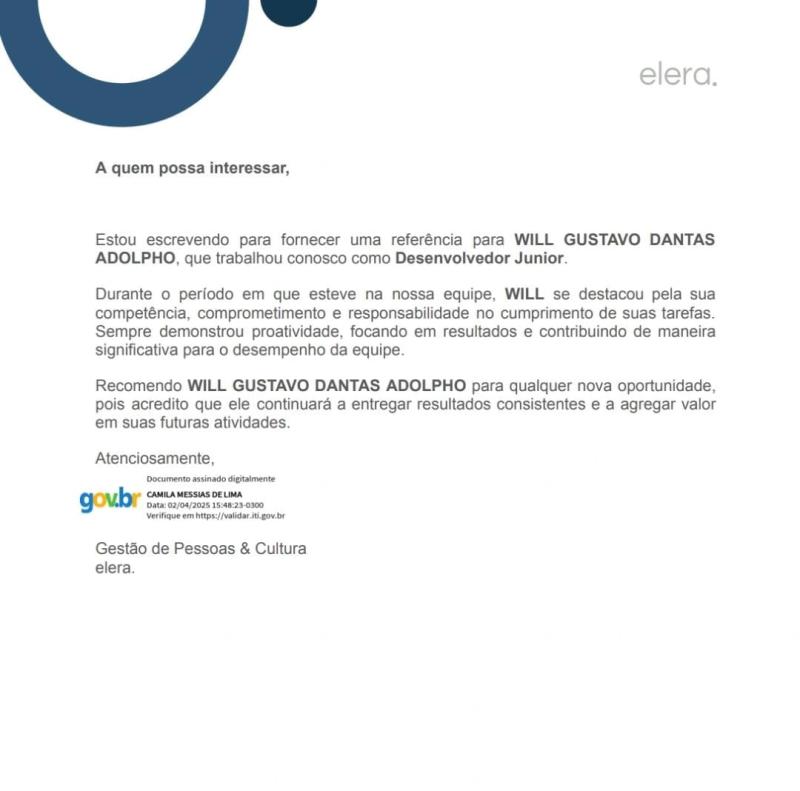 elera.
A quem possa interessar,
Estou escrevendo para fornecer uma referência para WILL GUSTAVO DANTAS
ADOLPHO, que trabalhou conosco como Desenvolvedor Junior.
Durante o período em que esteve na nossa equipe, WILL se destacou pela sua
competência, comprometimento e responsabilidade no cumprimento de suas tarefas.
Sempre demonstrou proatividade, focando em resultados e contribuindo de maneira
significativa para o desempenho da equipe.
Recomendo WILL GUSTAVO DANTAS ADOLPHO para qualquer nova oportunidade,
pois acredito que ele continuará a entregar resultados consistentes e a agregar valor
em suas futuras atividades.
Atenciosamente,
Documento assinado digitalmente
gov.br
CAMILA MESSIAS DE LIMA
Data: 02/04/2025 15:48:23-0300
Verifique em https://validar.iti.gov.br
Gestão de Pessoas & Cultura
elera.